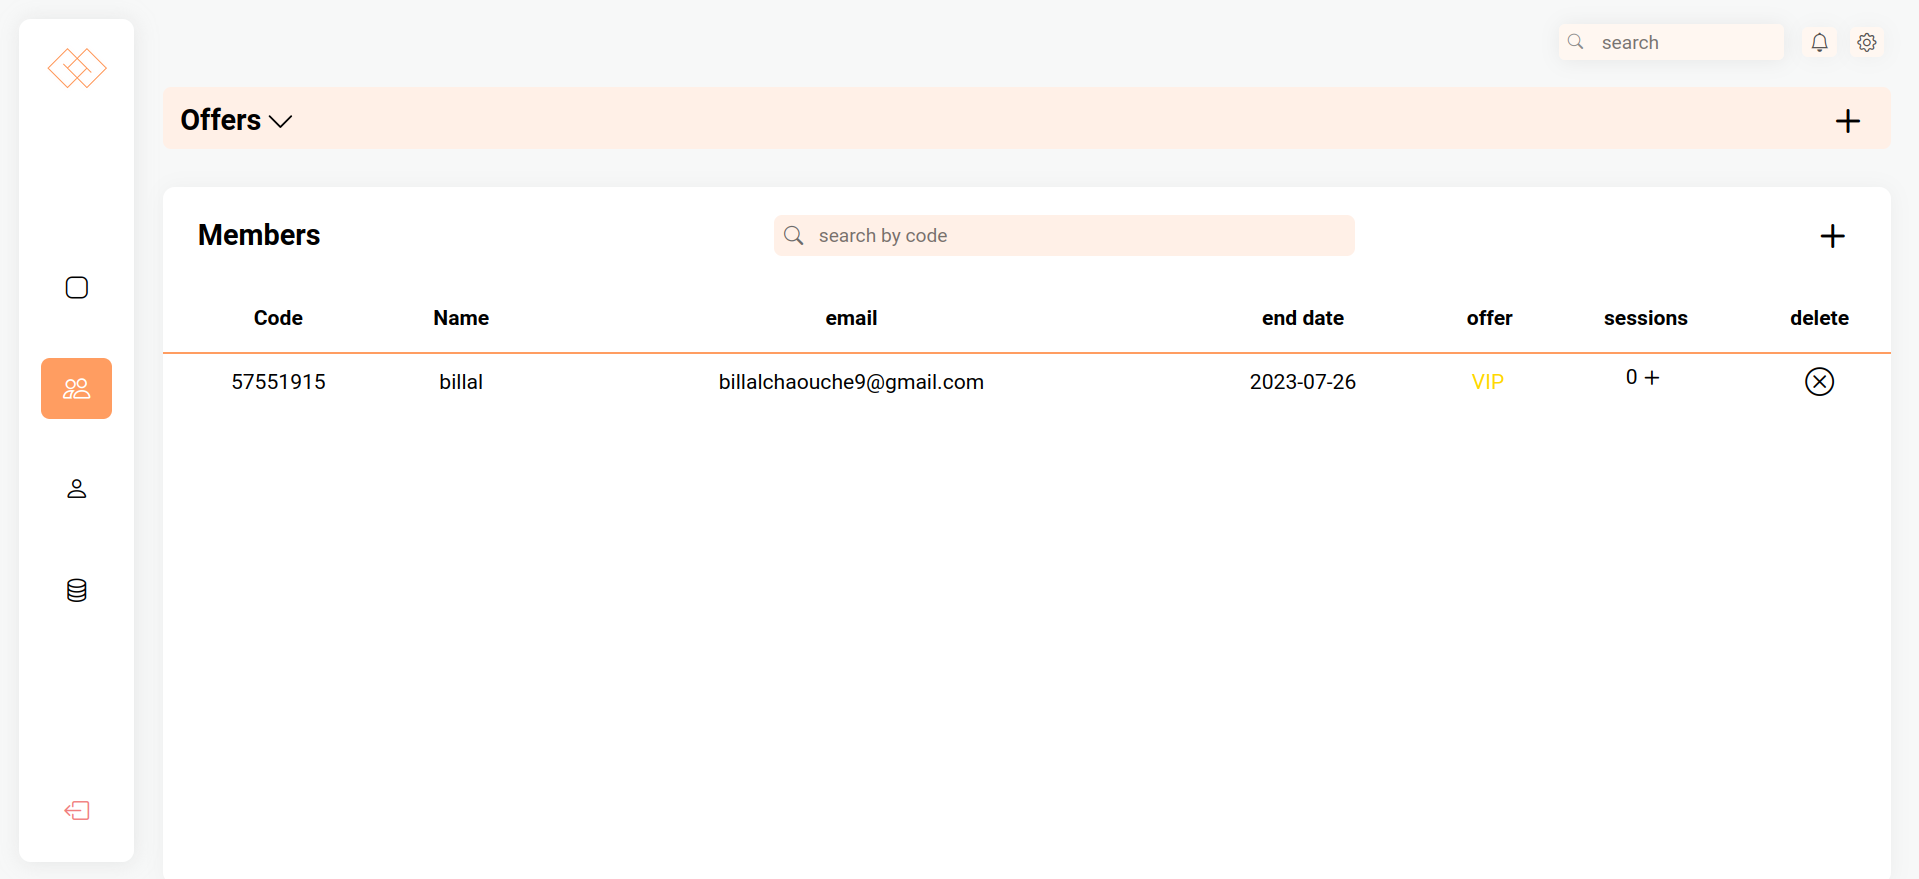 search
Offers
Members
search by code
Code Name email end date offer sessions delete
57551915 billal billalchaouche9@gmail.com 2023-07-26 VIP 0 +